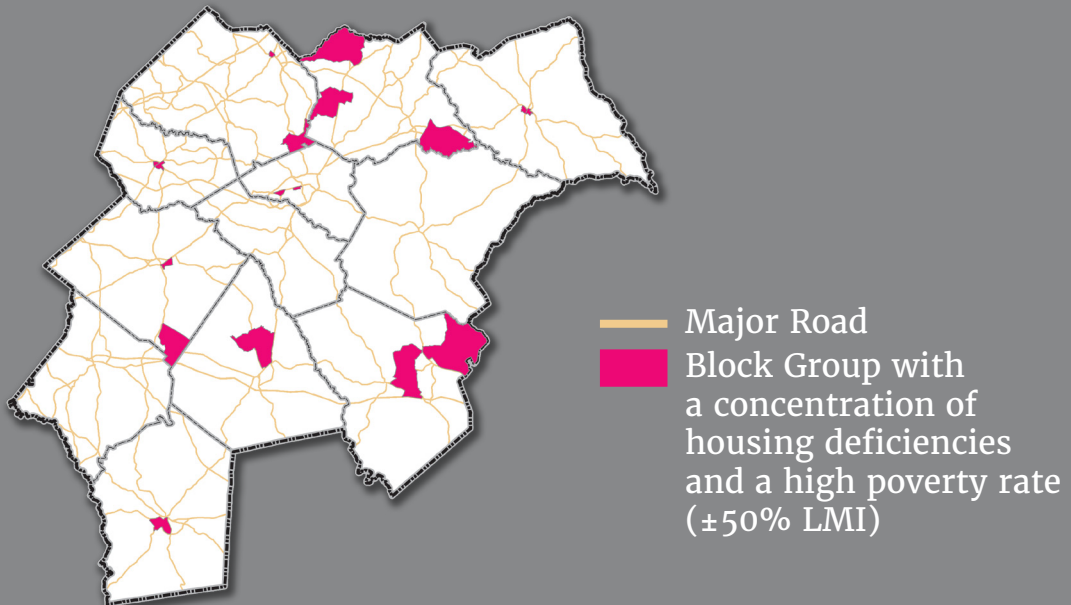 Major Road
Block Group with
a concentration of
housing deficiencies
and a high poverty rate
(±50% LMI)